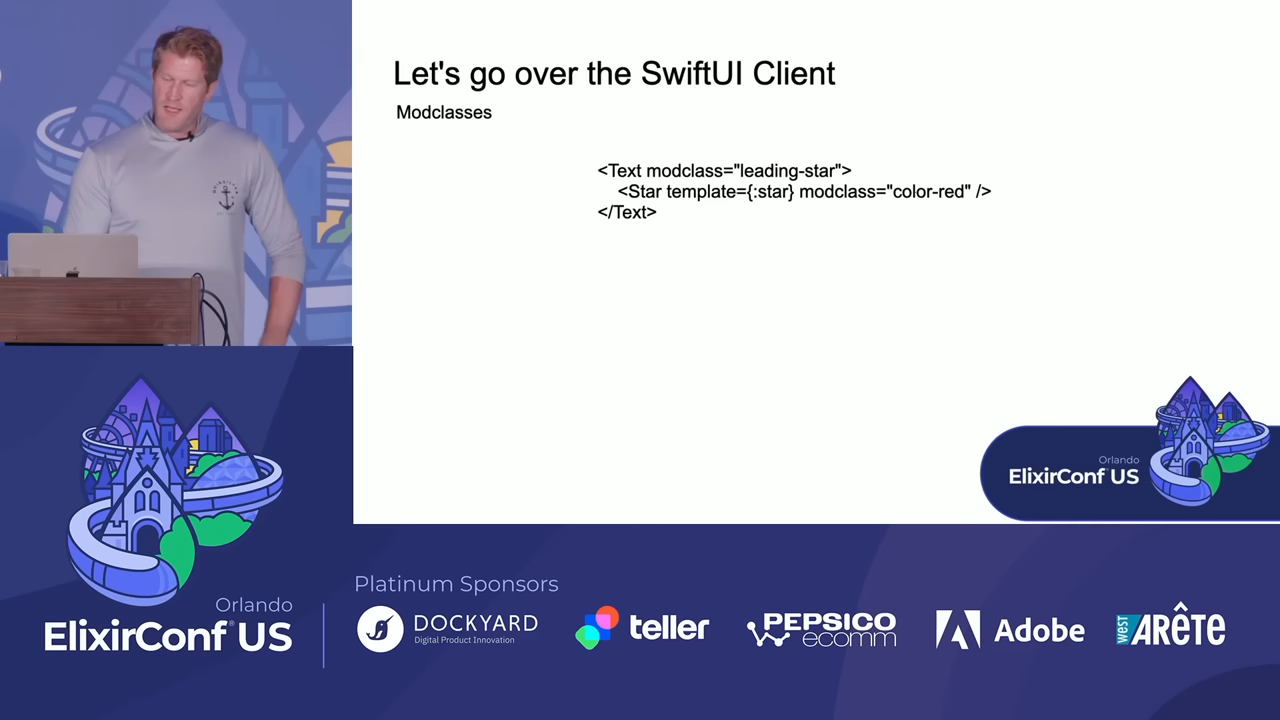 Let's go over the SwiftUI Client
Modclasses
<Text modclass="leading-star">
<Star template={:star} modclass="color-red" />
</Text>
Orlando
ElixirConf US
Orlando
ElixirConf® US
Platinum Sponsors
DOCKYARD
Digital Product Innovation
teller
PEPSICO
ecomm
Adobe
west ARÊTE